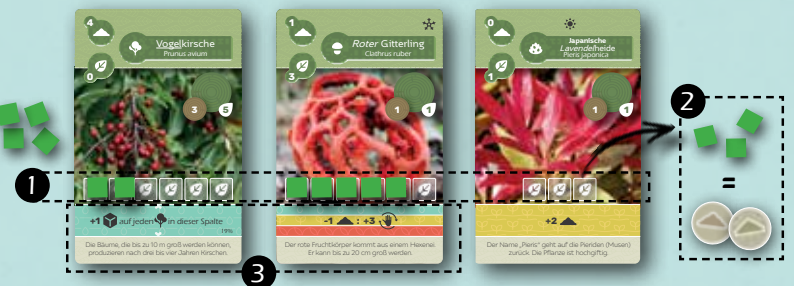 4
0
Vogelkirsche
Prunus avium
3
5
+1 auf jeden in dieser Spalte
19%
Die Bäume, die bis zu 10 m groß werden können,
produzieren nach drei bis vier Jahren Kirschen.
1
3
Roter Gitterling
Clathrus ruber
1
1
-1 : +3
Der rote Fruchtkörper kommt aus einem Hexenei
Er kann bis zu 20 cm groß werden.
0
1
Japanische
Lavendelheide
Pieris japonica
1
1
+2
Der Name „Pieris" geht auf die Pieriden (Musen)
zurück. Die Pflanze ist hochgiftig.
1
2
=
3